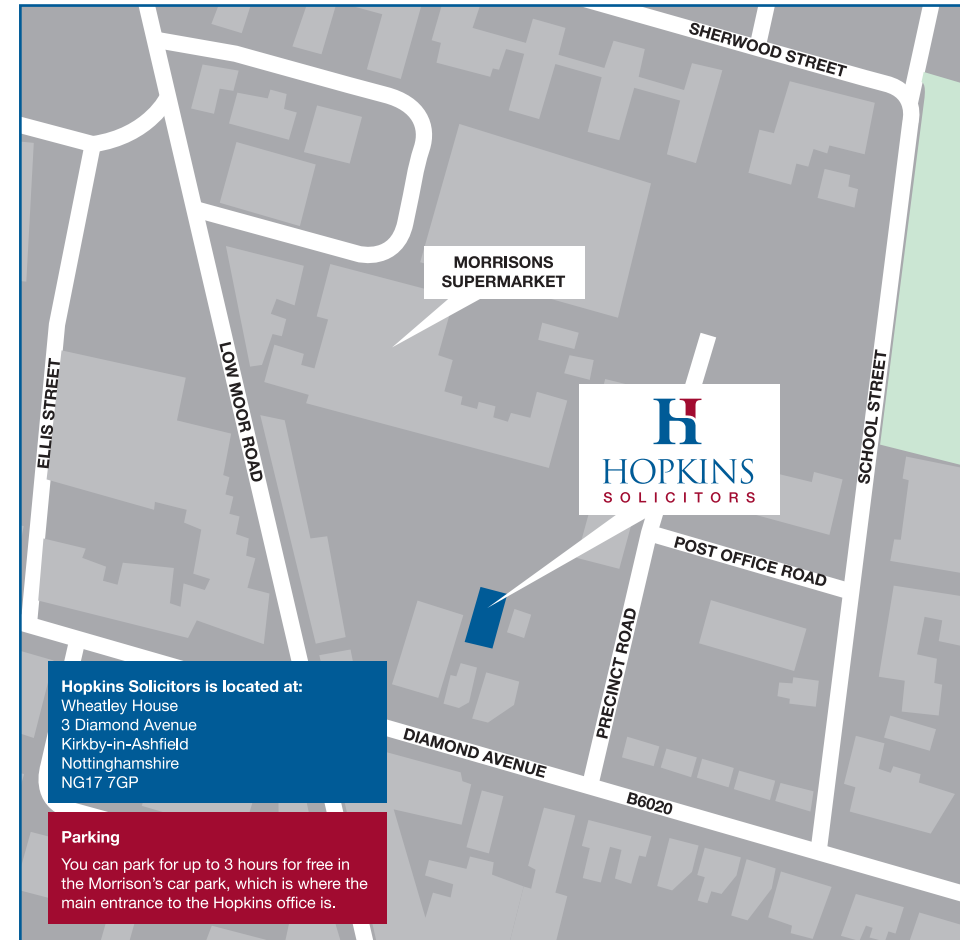 SHERWOOD STREET
MORRISONS
SUPERMARKET
LOW MOOR ROAD
ELLIS STREET
SCHOOL STREET
H
HOPKINS
SOLICITORS
POST OFFICE ROAD
PRECINCT ROAD
DIAMOND AVENUE
B6020
Hopkins Solicitors is located at:
Wheatley House
3 Diamond Avenue
Kirkby-in-Ashfield
Nottinghamshire
NG17 7GP
Parking
You can park for up to 3 hours for free in
the Morrison's car park, which is where the
main entrance to the Hopkins office is.